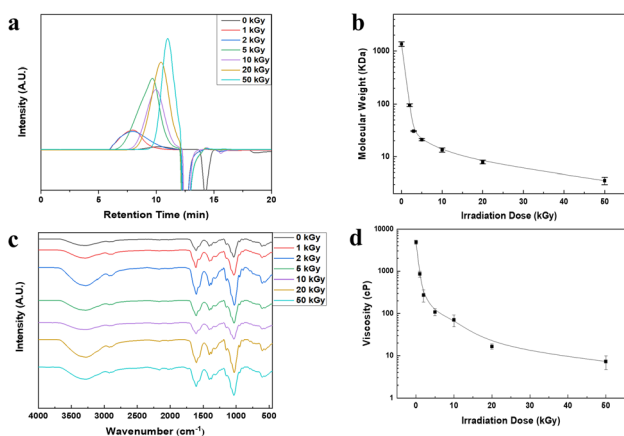 a
Intensity (A.U.)
0 kGy
1 kGy
2 kGy
5 kGy
10 kGy
20 kGy
50 kGy
0 5 10 15 20
Retention Time (min)
b
Molecular Weight (KDa)
1000
100
10
0 10 20 30 40 50
Irradiation Dose (kGy)
c
Intensity (A.U.)
0 kGy
1 kGy
2 kGy
5 kGy
10 kGy
20 kGy
50 kGy
4000 3500 3000 2500 2000 1500 1000 500
Wavenumber (cm⁻¹)
d
Viscosity (cP)
10000
1000
100
10
1
0 10 20 30 40 50
Irradiation Dose (kGy)